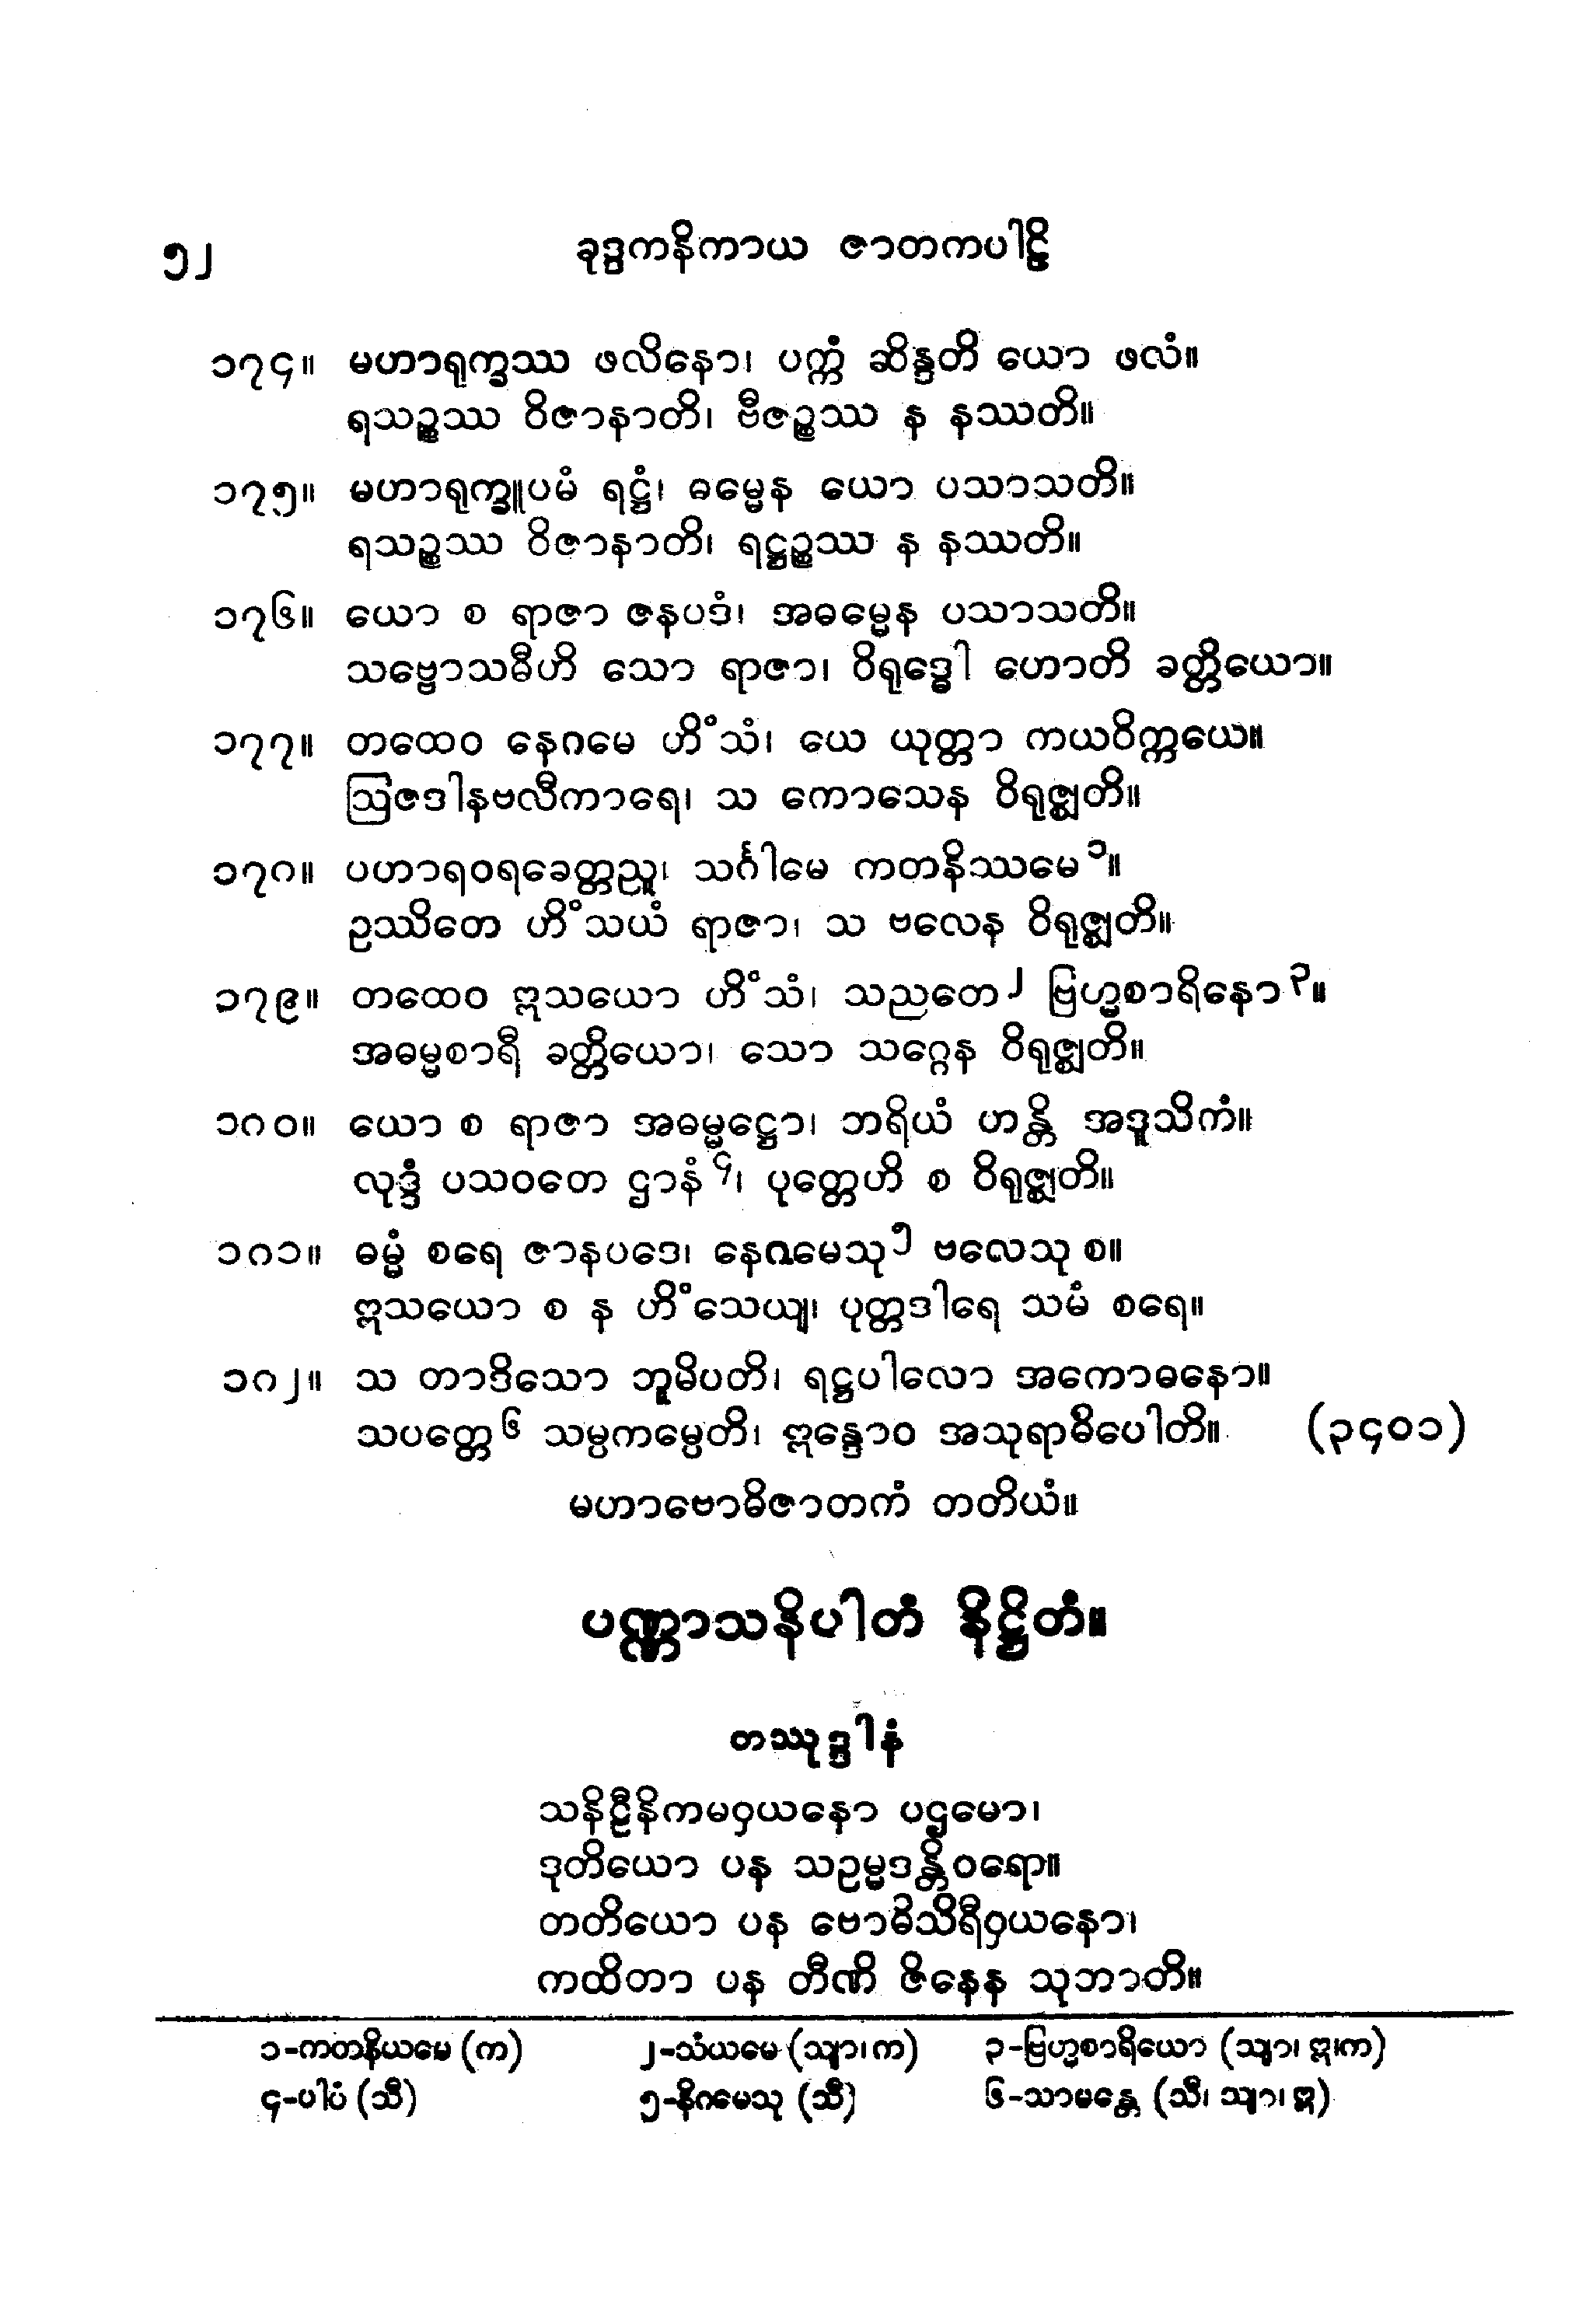 ၅၂ ခုဒ္ဒကနိကာယ ဇာတကပါဠိ
၁၇၄။ မဟာရုက္ခဿ ဖလိနော၊ ပက္ကံ ဆိန္ဒတိ ယော ဖလံ။
ရသဉ္စဿ ဝိဇာနာတိ၊ ဗီဇဉ္စဿ န နဿတိ။
၁၇၅။ မဟာရုက္ခူပမံ ရဋ္ဌံ၊ ဓမ္မေန ယော ပသာသတိ။
ရသဉ္စဿ ဝိဇာနာတိ၊ ရဋ္ဌဉ္စဿ န နဿတိ။
၁၇၆။ ယော စ ရာဇာ ဇနပဒံ၊ အဓမ္မေန ပသာသတိ။
သဗ္ဗောသဓီဟိ သော ရာဇာ၊ ဝိရုဒ္ဓေါ ဟောတိ ခတ္တိယော။
၁၇၇။ တထေဝ နေဂမေ ဟိံသံ၊ ယေ ယုတ္တာ ကယဝိက္ကယေ။
ဩဇဒါနဗလီကာရေ၊ သ ကောသေန ဝိရုဇ္ဈတိ။
၁၇၈။ ပဟာရဝရခေတ္တညူ၊ သင်္ဂါမေ ကတနိဿမေ၁။
ဥဿိတေ ဟိံသယံ ရာဇာ၊ သ ဗလေန ဝိရုဇ္ဈတိ။
၁၇၉။ တထေဝ ဣသယော ဟိံသံ၊ သညတေ၂ ဗြဟ္မစာရိနော၃။
အဓမ္မစာရီ ခတ္တိယော၊ သော သဂ္ဂေန ဝိရုဇ္ဈတိ။
၁၈၀။ ယော စ ရာဇာ အဓမ္မဋ္ဌော၊ ဘရိယံ ဟန္တိ အဒူသိကံ။
လုဒ္ဒံ ပသဝတေ ဌာနံ၄၊ ပုတ္တေဟိ စ ဝိရုဇ္ဈတိ။
၁၈၁။ ဓမ္မံ စရေ ဇာနပဒေ၊ နေဂမေသု၅ ဗလေသု စ။
ဣသယော စ န ဟိံသေယျ၊ ပုတ္တဒါရေ သမံ စရေ။
၁၈၂။ သ တာဒိသော ဘူမိပတိ၊ ရဋ္ဌပါလော အကောဓနော။
သပတ္တေ၆ သမ္ပကမ္ပေတိ၊ ဣန္ဒောဝ အသုရာဓိပေါတိ။ (၃၄၀၁)
မဟာဗောဓိဇာတကံ တတိယံ။
ပဏ္ဏာသနိပါတံ နိဋ္ဌိတံ။
တဿုဒ္ဒါနံ
သနိဠီနိကမဝှယနော ပဌမော၊
ဒုတိယော ပန သဥမ္မဒန္တိဝရော။
တတိယော ပန ဗောဓိသိရီဝှယနော၊
ကထိတာ ပန တီဏိ ဇိနေန သုဘာတိ။
၁-ကတနိယမေ (က) ၂-သံယမေ (သျာ၊ က) ၃-ဗြဟ္မစာရိယော (သျာ၊ ဣ၊က)
၄-ပါပံ (သီ) ၅-နိဂမေသု (သီ) ၆-သာမန္တေ (သီ၊ သျာ၊ ဣ)